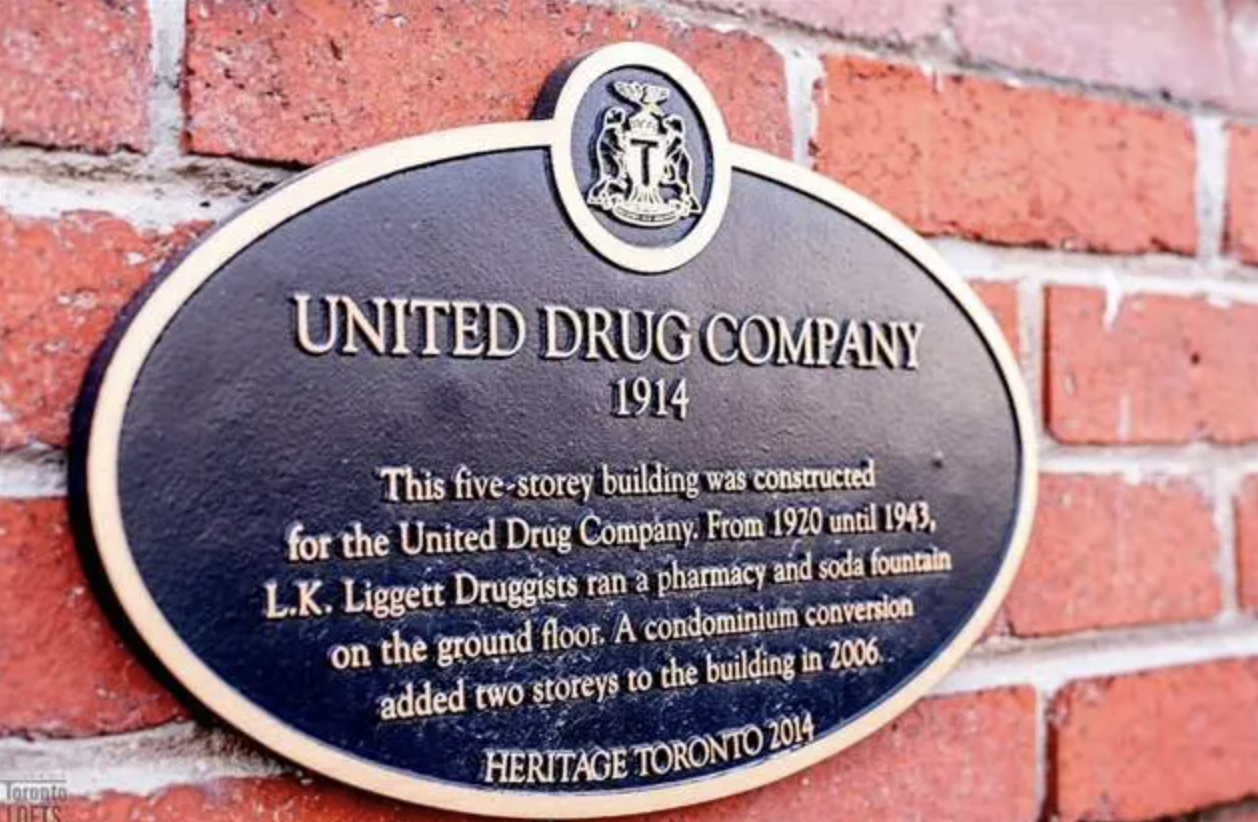 T
UNITED DRUG COMPANY
1914
This five-storey building was constructed
for the United Drug Company. From 1920 until 1943,
L.K. Liggett Druggists ran a pharmacy and soda fountain
on the ground floor. A condominium conversion
added two storeys to the building in 2006.
HERITAGE TORONTO 2014
Toronto
LOFTS